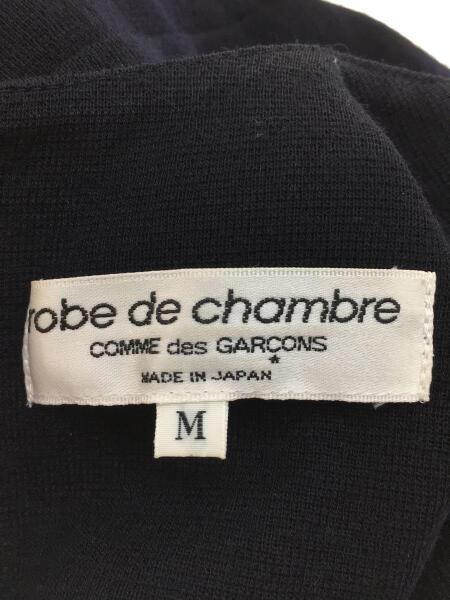 robe de chambre
COMME des GARÇONS
*
MADE IN JAPAN
M